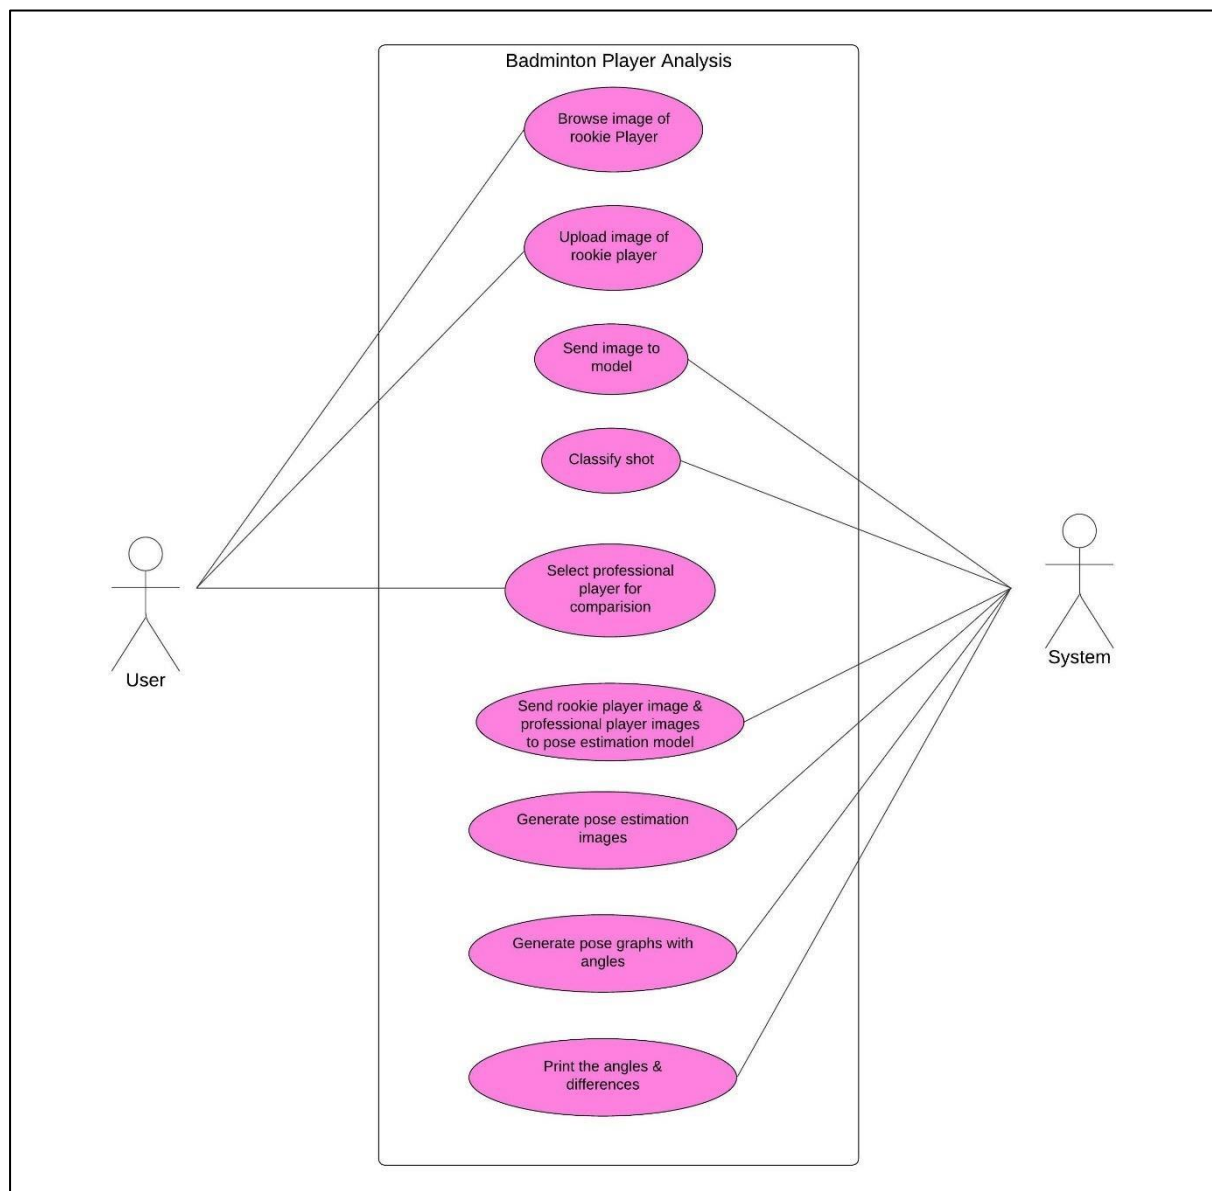 Badminton Player Analysis
Browse image of
rookie Player
Upload image of
rookie player
Send image to
model
Classify shot
Select professional
player for
comparision
User
System
Send rookie player image &
professional player images
to pose estimation model
Generate pose estimation
images
Generate pose graphs with
angles
Print the angles &
differences